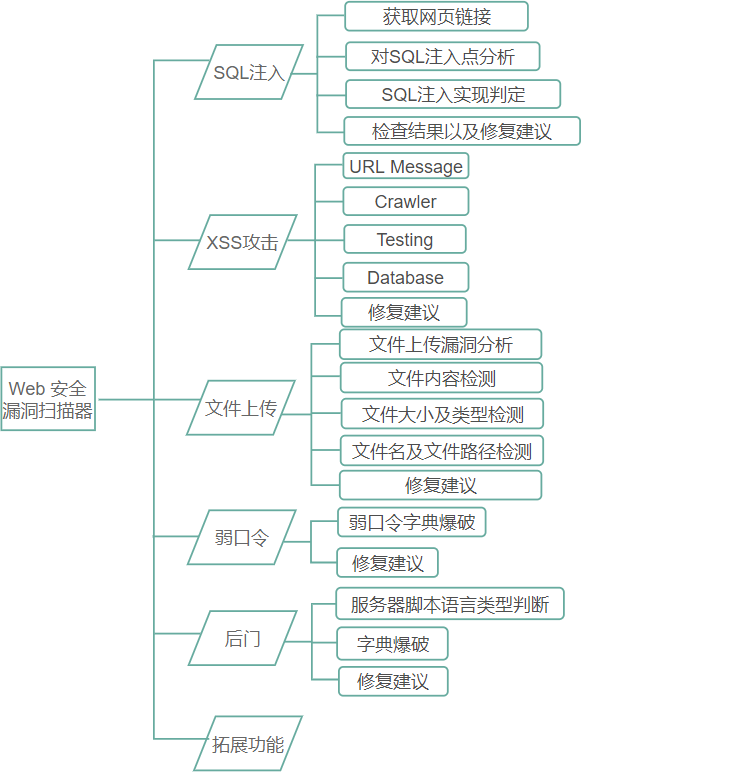 Web 安全
漏洞扫描器
SQL注入
获取网页链接
对SQL注入点分析
SQL注入实现判定
检查结果以及修复建议
XSS攻击
URL Message
Crawler
Testing
Database
修复建议
文件上传
文件上传漏洞分析
文件内容检测
文件大小及类型检测
文件名及文件路径检测
修复建议
弱口令
弱口令字典爆破
修复建议
后门
服务器脚本语言类型判断
字典爆破
修复建议
拓展功能